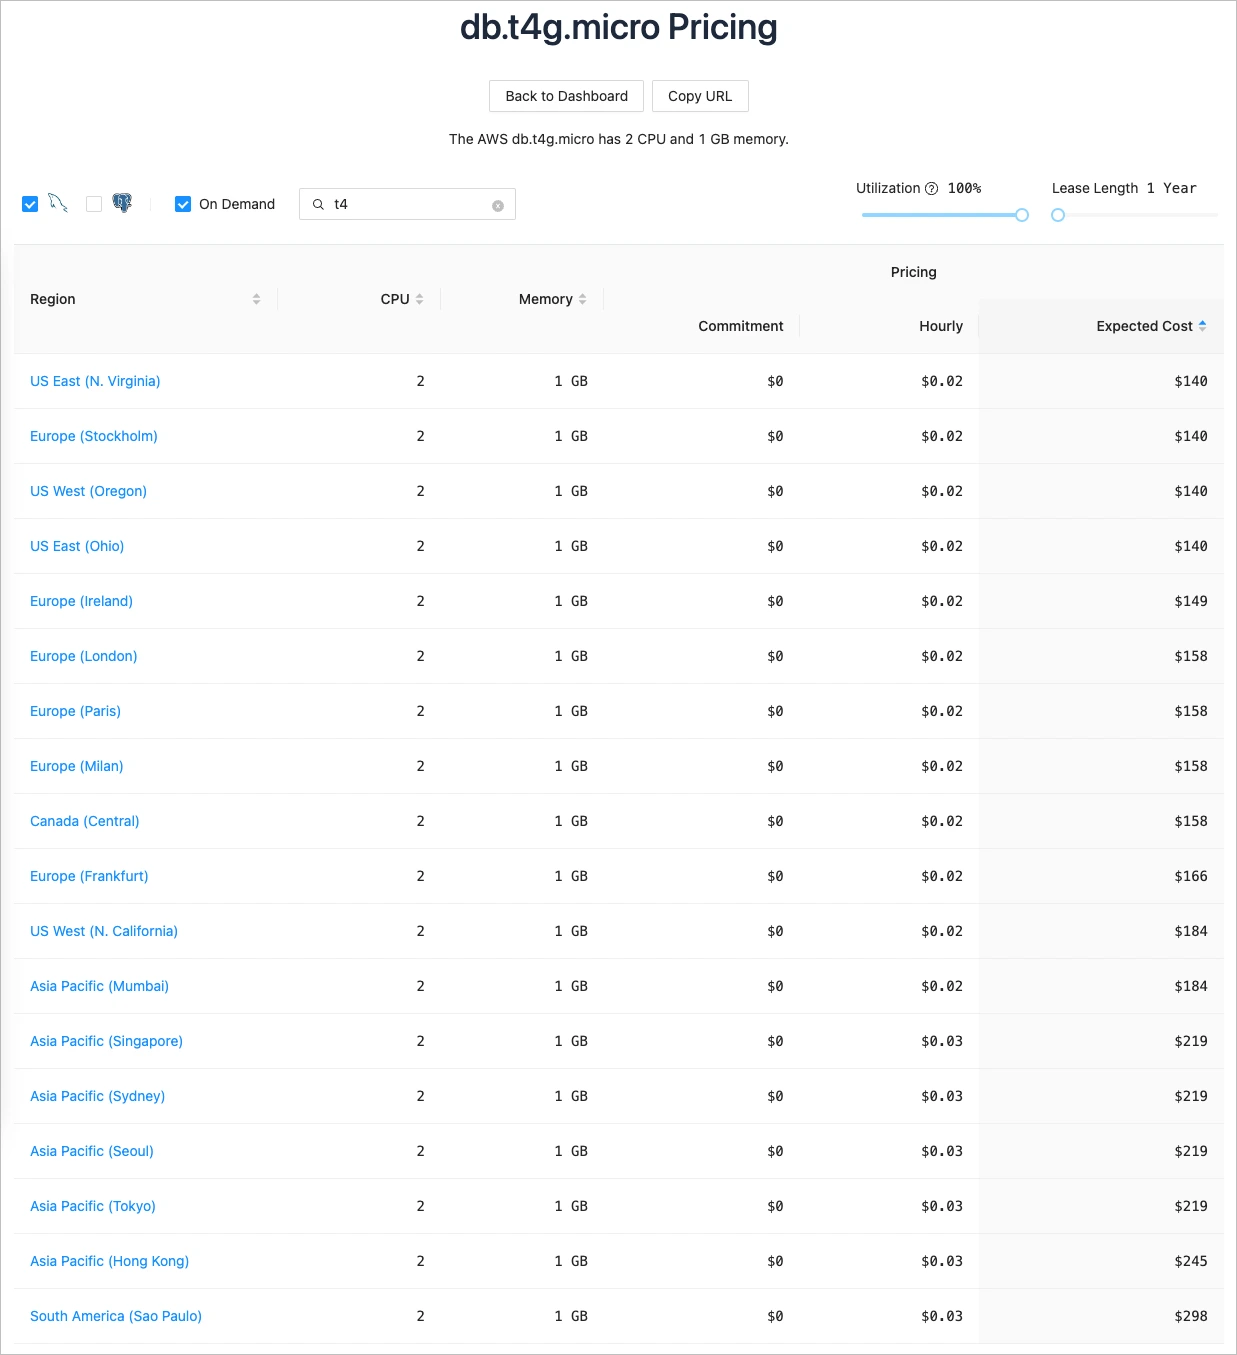 db.t4g.micro Pricing
Back to Dashboard Copy URL
The AWS db.t4g.micro has 2 CPU and 1 GB memory.
On Demand t4 Utilization 100% Lease Length 1 Year
Pricing
Region CPU Memory
Commitment Hourly Expected Cost
US East (N. Virginia) 2 1 GB $0 $0.02 $140
Europe (Stockholm) 2 1 GB $0 $0.02 $140
US West (Oregon) 2 1 GB $0 $0.02 $140
US East (Ohio) 2 1 GB $0 $0.02 $140
Europe (Ireland) 2 1 GB $0 $0.02 $149
Europe (London) 2 1 GB $0 $0.02 $158
Europe (Paris) 2 1 GB $0 $0.02 $158
Europe (Milan) 2 1 GB $0 $0.02 $158
Canada (Central) 2 1 GB $0 $0.02 $158
Europe (Frankfurt) 2 1 GB $0 $0.02 $166
US West (N. California) 2 1 GB $0 $0.02 $184
Asia Pacific (Mumbai) 2 1 GB $0 $0.02 $184
Asia Pacific (Singapore) 2 1 GB $0 $0.03 $219
Asia Pacific (Sydney) 2 1 GB $0 $0.03 $219
Asia Pacific (Seoul) 2 1 GB $0 $0.03 $219
Asia Pacific (Tokyo) 2 1 GB $0 $0.03 $219
Asia Pacific (Hong Kong) 2 1 GB $0 $0.03 $245
South America (Sao Paulo) 2 1 GB $0 $0.03 $298